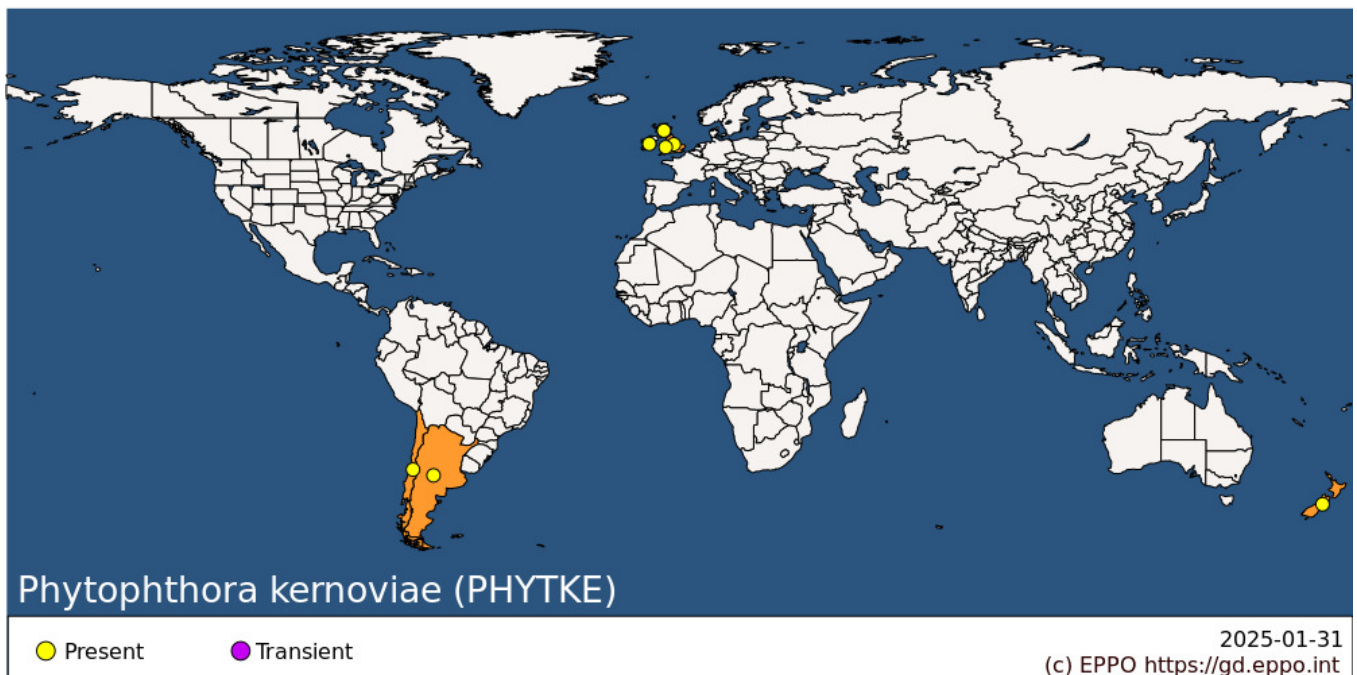 Phytophthora kernoviae (PHYTKE)
Present
Transient
2025-01-31
(c) EPPO https://gd.eppo.int